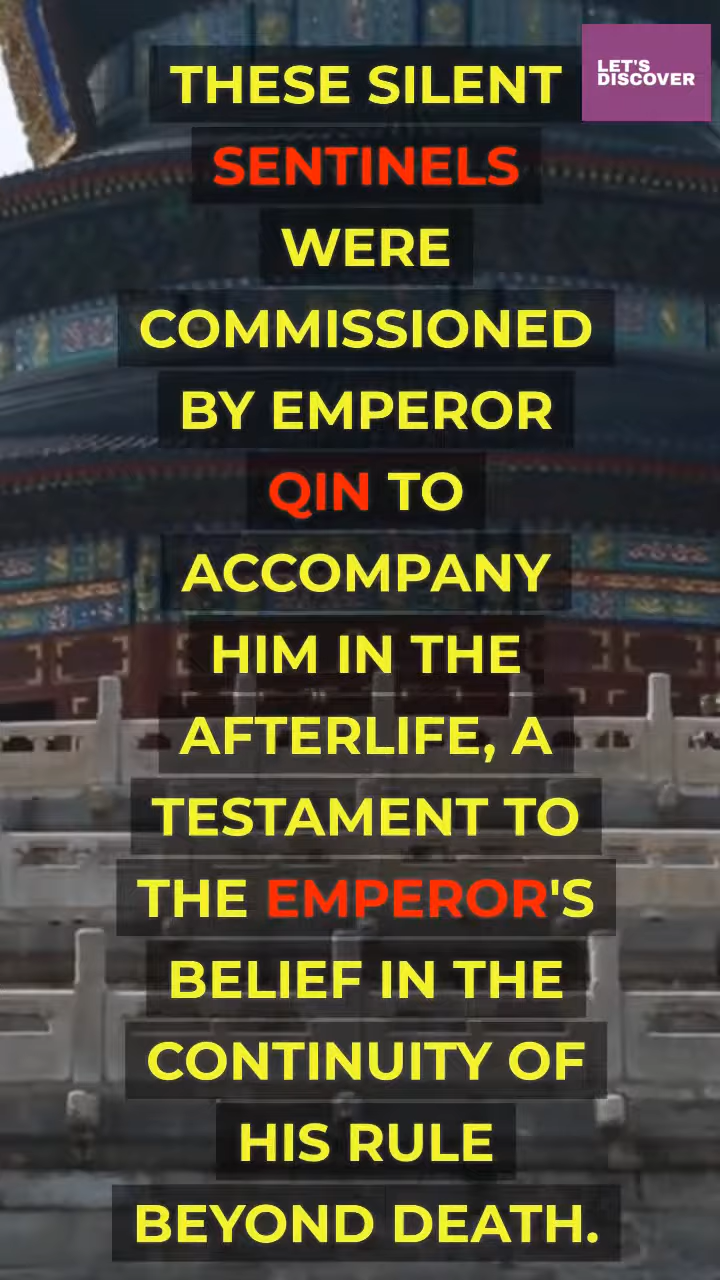 THESE SILENT
SENTINELS
WERE
COMMISSIONED
BY EMPEROR
QIN TO
ACCOMPANY
HIM IN THE
AFTERLIFE, A
TESTAMENT TO
THE EMPEROR'S
BELIEF IN THE
CONTINUITY OF
HIS RULE
BEYOND DEATH.
LET'S
DISCOVER